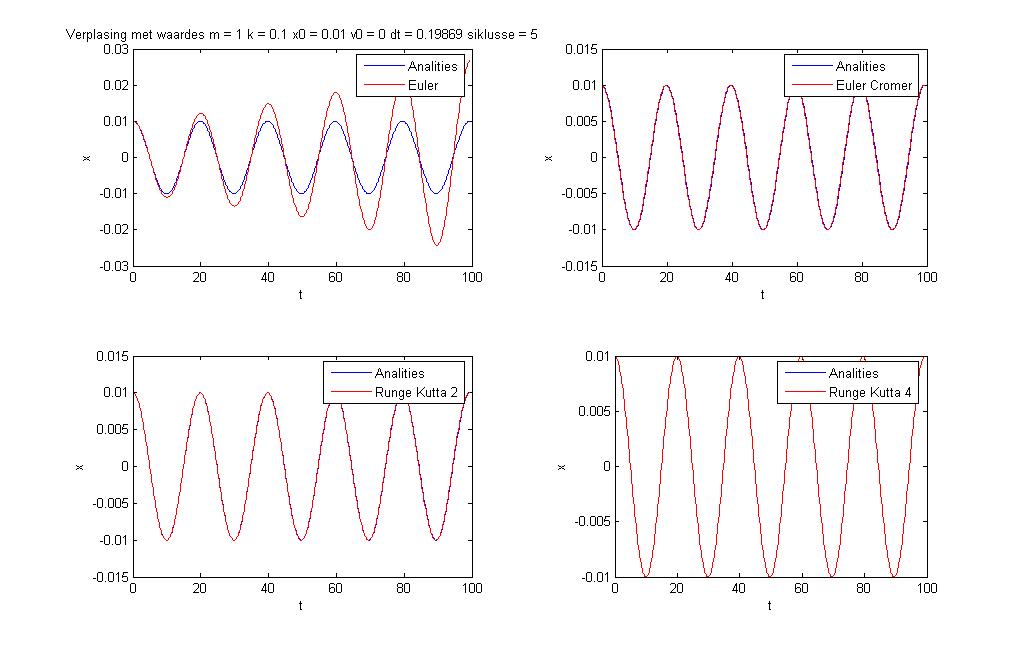 Verplasing met waardes m = 1 k = 0.1 x0 = 0.01 v0 = 0 dt = 0.19869 siklusse = 5
0.03
0.02
0.01
0
-0.01
-0.02
-0.03
x
0 20 40 60 80 100
t
Analities
Euler
0.015
0.01
0.005
0
-0.005
-0.01
-0.015
x
0 10 20 30 40 50 60 70 80 90 100
t
Analities
Euler Cromer
0.015
0.01
0.005
0
-0.005
-0.01
-0.015
x
0 20 40 60 80 100
t
Analities
Runge Kutta 2
0.01
0.005
0
-0.005
-0.01
x
0 20 40 60 80 100
t
Analities
Runge Kutta 4